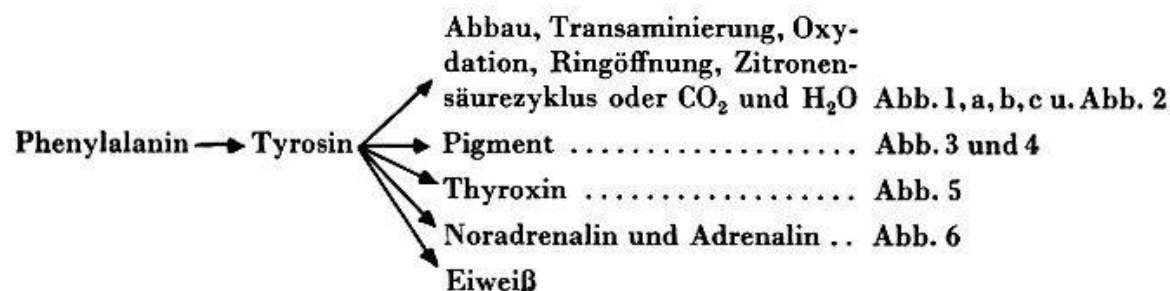 Abbau, Transaminierung, Oxy-
dation, Ringöffnung, Zitronen-
säurezyklus oder CO₂ und H₂O Abb. 1, a, b, c u. Abb. 2
Phenylalanin → Tyrosin → Pigment ................... Abb. 3 und 4
Thyroxin .................. Abb. 5
Noradrenalin und Adrenalin .. Abb. 6
Eiweiß